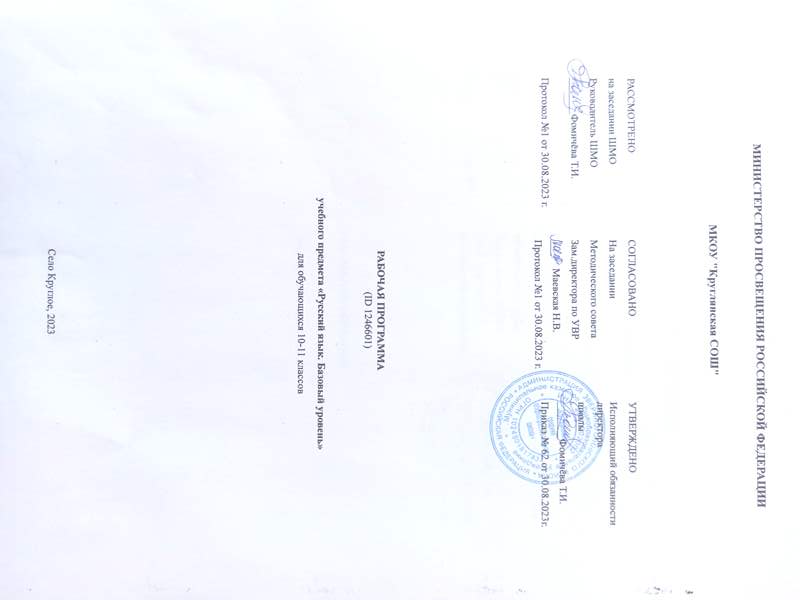 МИНИСТЕРСТВО ПРОСВЕЩЕНИЯ РОССИЙСКОЙ ФЕДЕРАЦИИ
МКОУ "Круглянская СОШ"
РАССМОТРЕНО
на заседании ШМО
Руководитель ШМО
Фомичёва Т.И.
Протокол №1 от 30.08.2023 г.
СОГЛАСОВАНО
На заседании
Методического совета
Зам.директора по УВР
Маевская Н.В.
Протокол №1 от 30.08.2023 г.
УТВЕРЖДЕНО
Исполняющий обязанности
директора
школы
Фомичёва Т.И.
Приказ № 62 от 30.08.2023г.
РАБОЧАЯ ПРОГРАММА
(ID 1246601)
учебного предмета «Русский язык. Базовый уровень»
для обучающихся 10-11 классов
Село Круглое, 2023